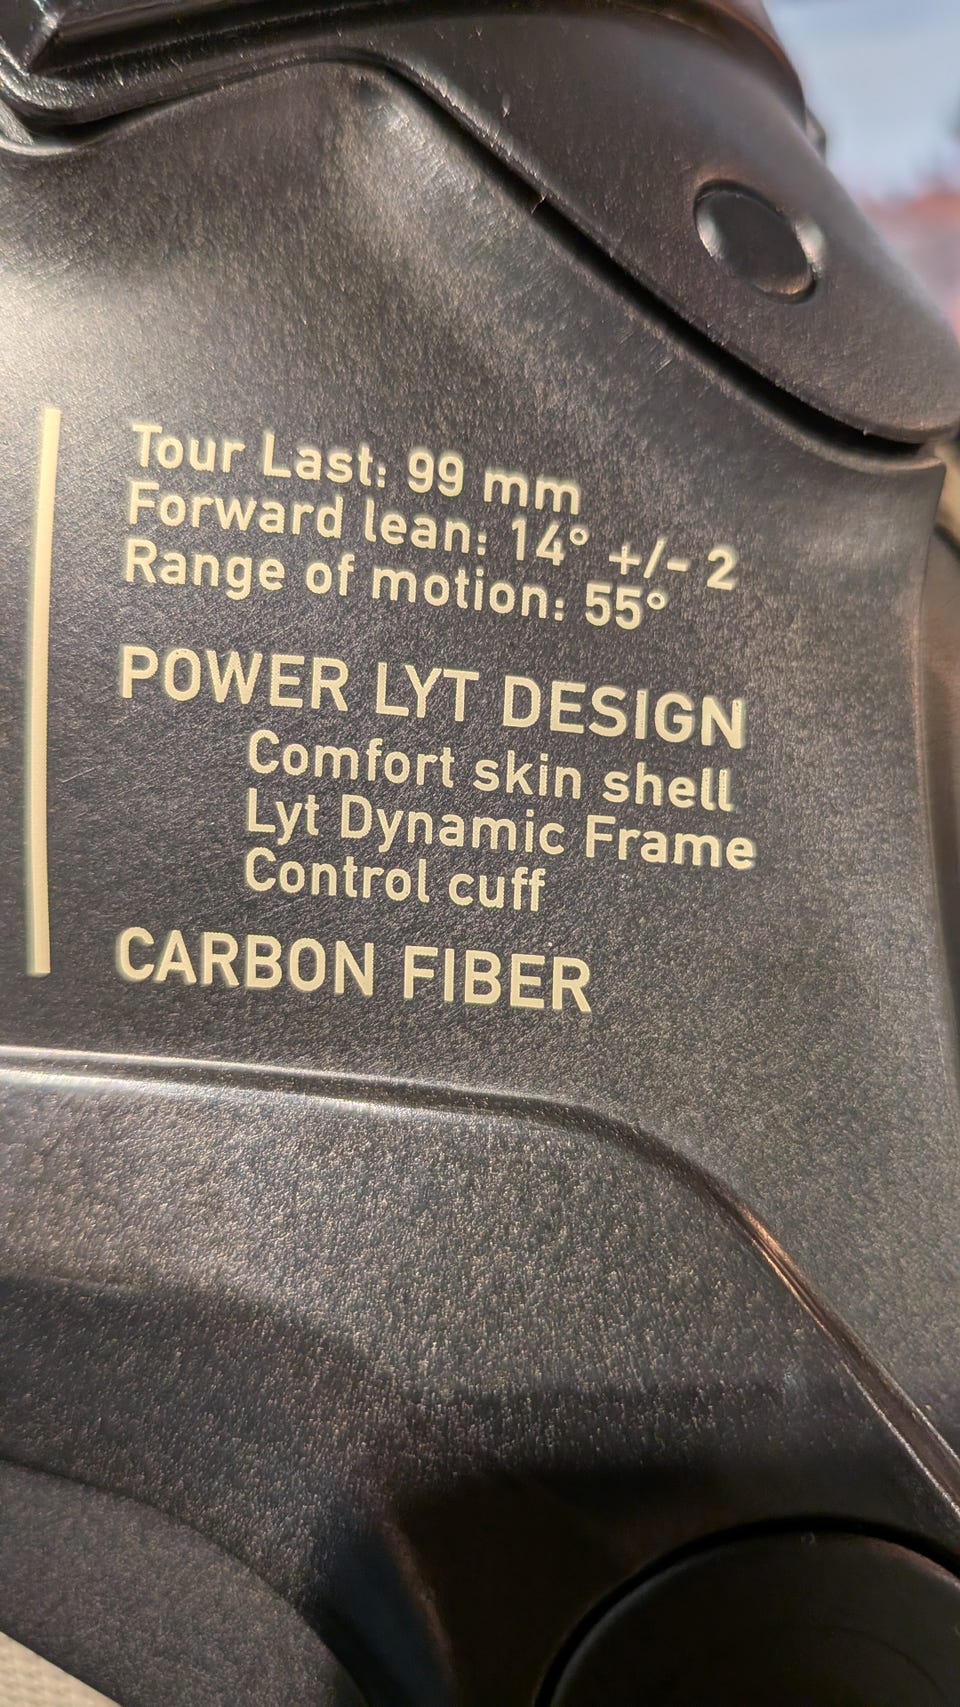 Tour Last: 99 mm
Forward lean: 14° +/- 2
Range of motion: 55°
POWER LYT DESIGN
Comfort skin shell
Lyt Dynamic Frame
Control cuff
CARBON FIBER